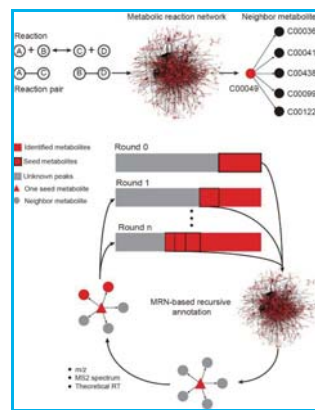 Metabolic reaction network
Neighbor metabolite
Reaction
A + B C + D
A C B D
Reaction pair
C00049
C00036
C00041
C00438
C00099
C00122
Identified metabolites
Seed metabolites
Unknown peaks
One seed metabolite
Neighbor metabolite
Round 0
Round 1
Round n
MRN-based recursive
annotation
• m/z
• MS2 spectrum
• Theoretical RT